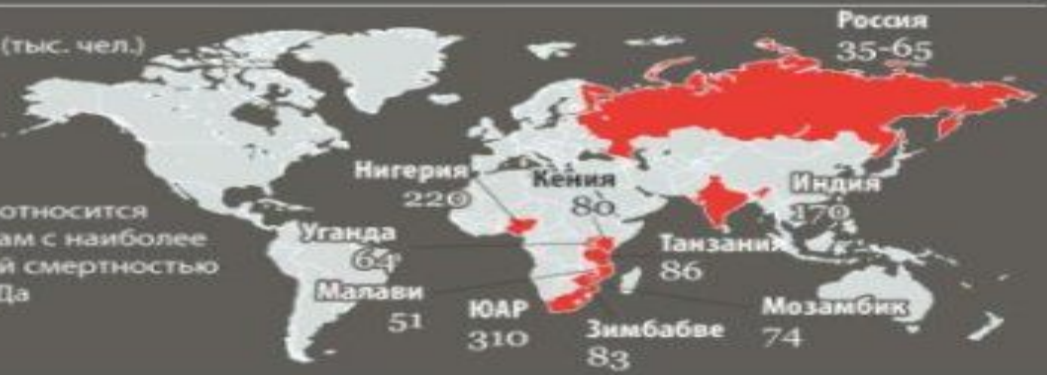 (тыс. чел.)
Россия
35-65
Нигерия
220
Кения
80
Индия
170
относится
ам с наиболее
й смертностью
Да
Уганда
64
Танзания
86
Малави
51
ЮАР
310
Зимбабве
83
Мозамбик
74